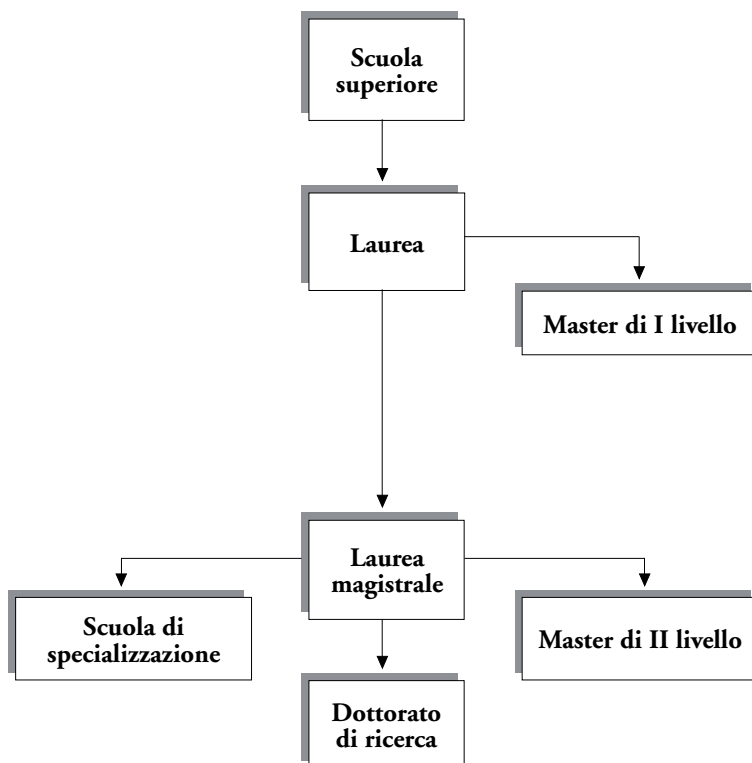 Scuola
superiore
Laurea
Master di I livello
Laurea
magistrale
Scuola di
specializzazione
Master di II livello
Dottorato
di ricerca